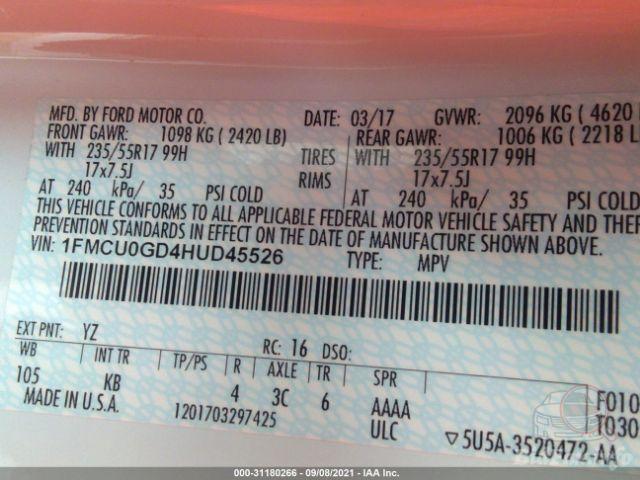 MFD. BY FORD MOTOR CO. DATE: 03/17 GVWR: 2096 KG ( 4620
FRONT GAWR: 1098 KG ( 2420 LB) REAR GAWR: 1006 KG ( 2218 L
WITH 235/55R17 99H TIRES WITH 235/55R17 99H
17x7.5J RIMS 17x7.5J
AT 240 kPa/ 35 PSI COLD AT 240 kPa/ 35 PSI COLD
THIS VEHICLE CONFORMS TO ALL APPLICABLE FEDERAL MOTOR VEHICLE SAFETY AND THEF
PREVENTION STANDARDS IN EFFECT ON THE DATE OF MANUFACTURE SHOWN ABOVE.
VIN: 1FMCU0GD4HUD45526 TYPE: MPV
EXT PNT: YZ RC: 16 DSO:
WB INT TR TP/PS R AXLE TR SPR
105 KB 4 3C 6 AAAA F010
MADE IN U.S.A. 1201703297425 ULC T030
▽5U5A-3520472-AA
000-31180266 - 09/08/2021 - IAA Inc.